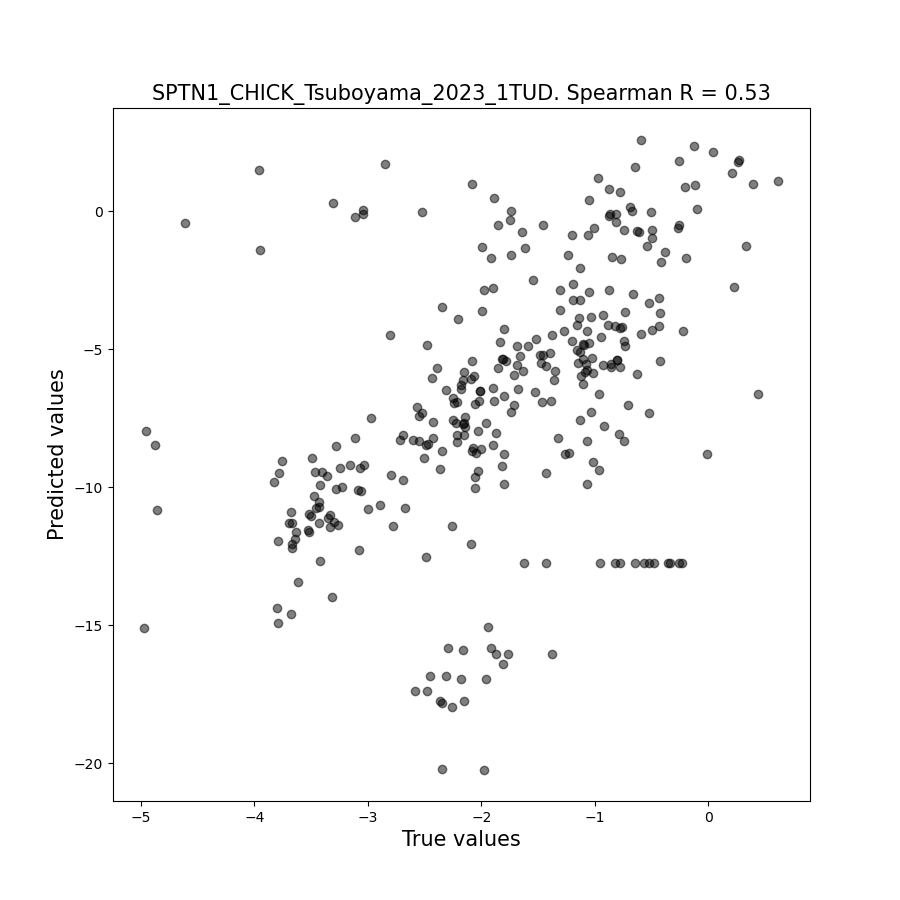 SPTN1_CHICK_Tsuboyama_2023_1TUD. Spearman R = 0.53
Predicted values
0
−5
−10
−15
−20
−5 −4 −3 −2 −1 0
True values